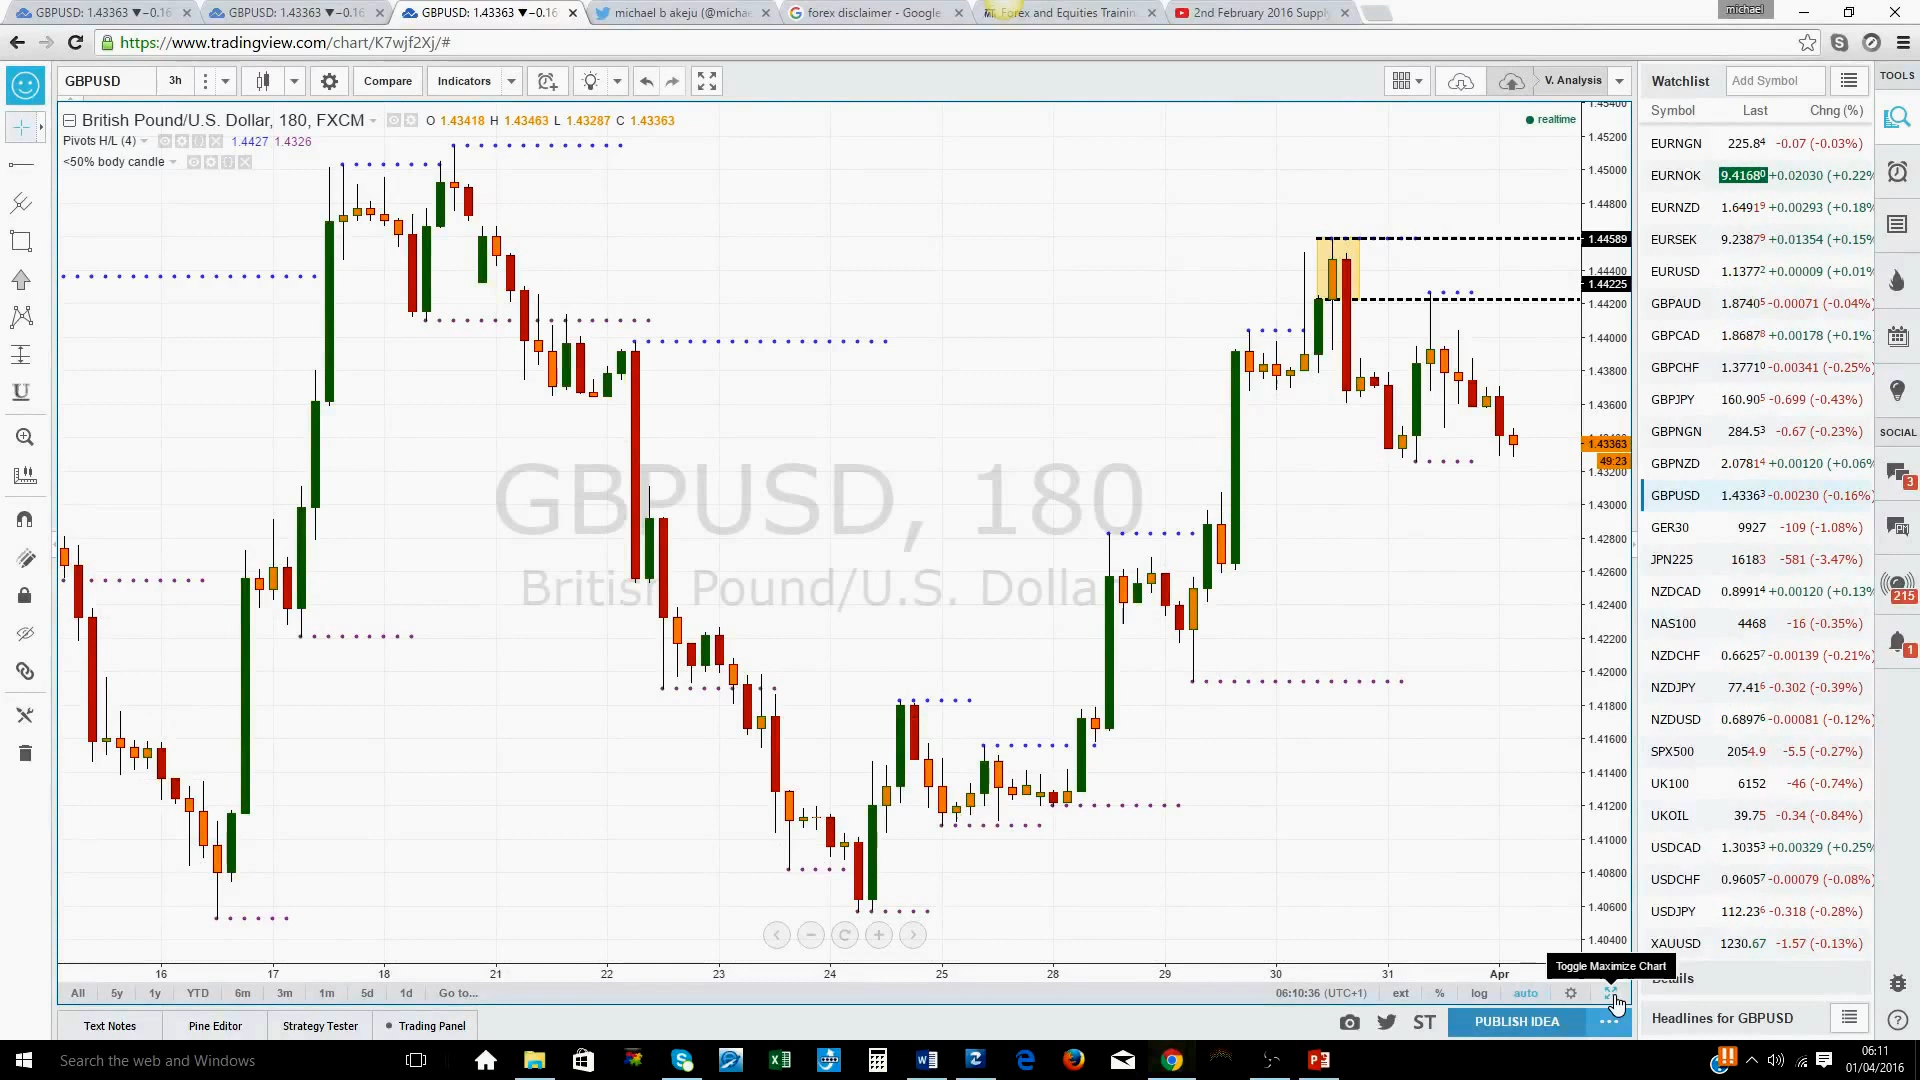 GBPUSD: 1.43363 ▼−0.16
GBPUSD: 1.43363 ▼−0.16
GBPUSD: 1.43363 ▼−0.16
michael b akeju (@michae
forex disclaimer - Google
Forex and Equities Training
2nd February 2016 Supply
michael
https://www.tradingview.com/chart/K7wjf2Xj/#
GBPUSD 3h Compare Indicators V. Analysis
Watchlist Add Symbol TOOLS
Symbol Last Chng (%)
British Pound/U.S. Dollar, 180, FXCM O 1.43418 H 1.43463 L 1.43287 C 1.43363 realtime
Pivots H/L (4) 1.4427 1.4326
<50% body candle
GBPUSD, 180
British Pound/U.S. Dolla
1.45400
1.45200
1.45000
1.44800
1.44589
1.44400
1.44225
1.44200
1.44000
1.43800
1.43600
1.43363
49:23
1.43200
1.43000
1.42800
1.42600
1.42400
1.42200
1.42000
1.41800
1.41600
1.41400
1.41200
1.41000
1.40800
1.40600
1.40400
EURNGN 225.84 -0.07 (-0.03%)
EURNOK 9.41680 +0.02030 (+0.22%
EURNZD 1.64919 +0.00293 (+0.18%
EURSEK 9.23879 +0.01354 (+0.15%
EURUSD 1.13772 +0.00009 (+0.01%
GBPAUD 1.87405 -0.00071 (-0.04%)
GBPCAD 1.86878 +0.00178 (+0.1%)
GBPCHF 1.37710 -0.00341 (-0.25%)
GBPJPY 160.905 -0.699 (-0.43%)
GBPNGN 284.53 -0.67 (-0.23%)
GBPNZD 2.07814 +0.00120 (+0.06%
GBPUSD 1.43363 -0.00230 (-0.16%)
GER30 9927 -109 (-1.08%)
JPN225 16183 -581 (-3.47%)
NZDCAD 0.89914 +0.00120 (+0.13%
NAS100 4468 -16 (-0.35%)
NZDCHF 0.66257 -0.00139 (-0.21%)
NZDJPY 77.416 -0.302 (-0.39%)
NZDUSD 0.68976 -0.00081 (-0.12%)
SPX500 2054.9 -5.5 (-0.27%)
UK100 6152 -46 (-0.74%)
UKOIL 39.75 -0.34 (-0.84%)
USDCAD 1.30353 +0.00329 (+0.25%
USDCHF 0.96057 -0.00079 (-0.08%)
USDJPY 112.236 -0.318 (-0.28%)
XAUUSD 1230.67 -1.57 (-0.13%)
SOCIAL
3
215
1
16 17 18 21 22 23 24 25 28 29 30 31 Apr
Toggle Maximize Chart
Details
All 5y 1y YTD 6m 3m 1m 5d 1d Go to... 06:10:36 (UTC+1) ext % log auto
Text Notes Pine Editor Strategy Tester Trading Panel ST PUBLISH IDEA ...
Headlines for GBPUSD
Search the web and Windows
06:11
01/04/2016